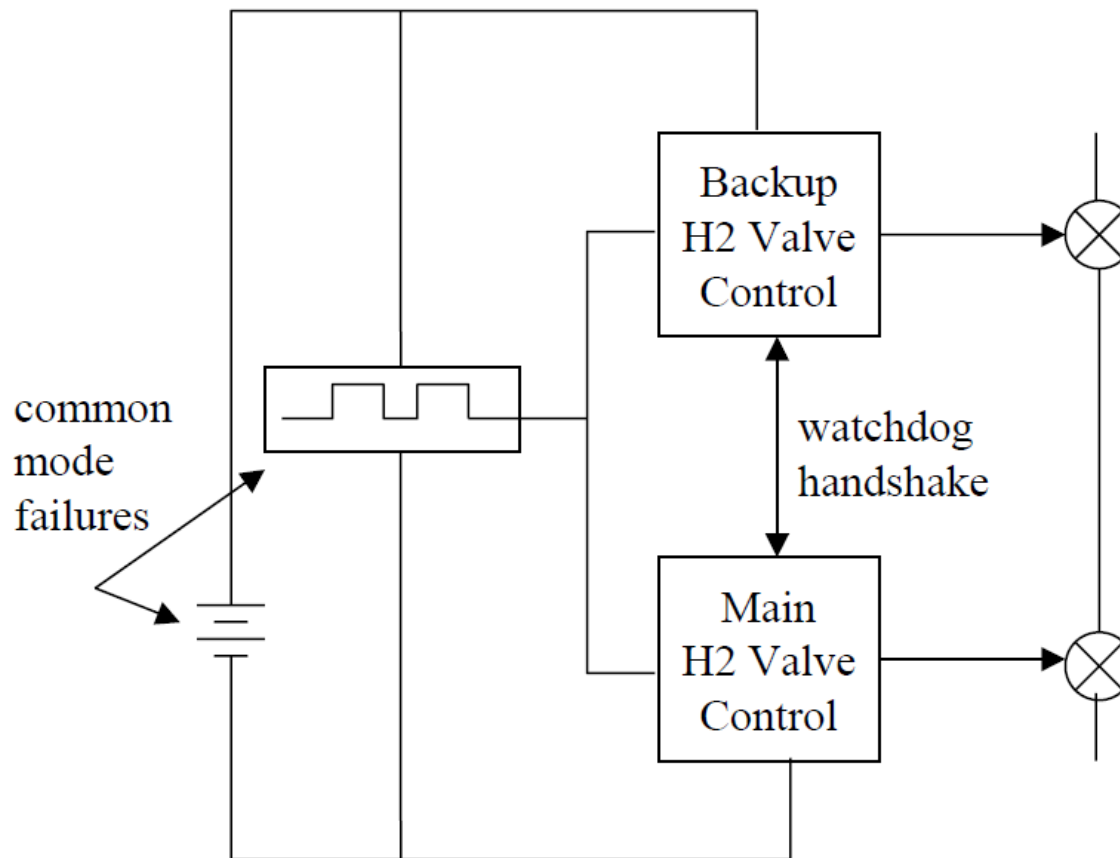 Backup
H2 Valve
Control
common
mode
failures
watchdog
handshake
Main
H2 Valve
Control